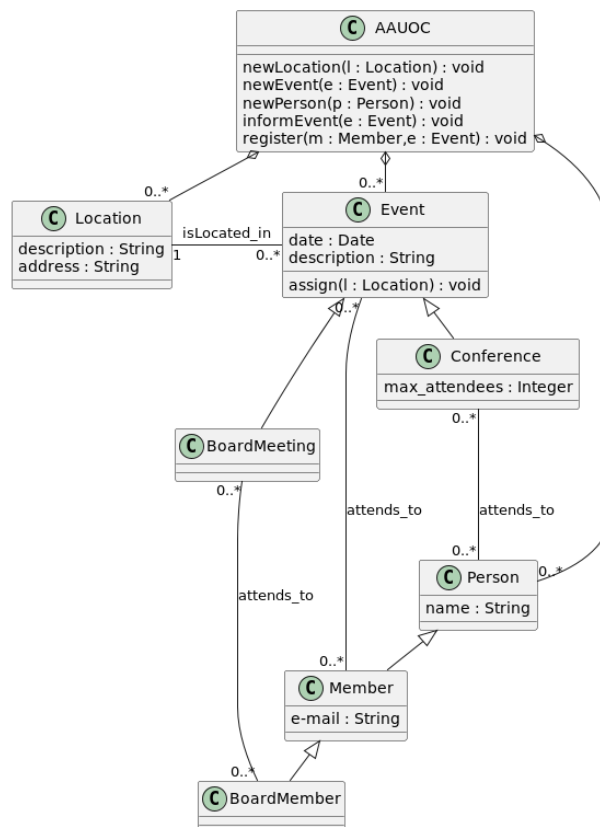 C AAUOC
newLocation(l : Location) : void
newEvent(e : Event) : void
newPerson(p : Person) : void
informEvent(e : Event) : void
register(m : Member,e : Event) : void
0..*
0..*
C Location
description : String
address : String
isLocated_in
1
0..*
C Event
date : Date
description : String
assign(l : Location) : void
0..*
C Conference
max_attendees : Integer
0..*
C BoardMeeting
0..*
attends_to
attends_to
0..*
0..*
C Person
name : String
attends_to
0..*
C Member
e-mail : String
0..*
C BoardMember